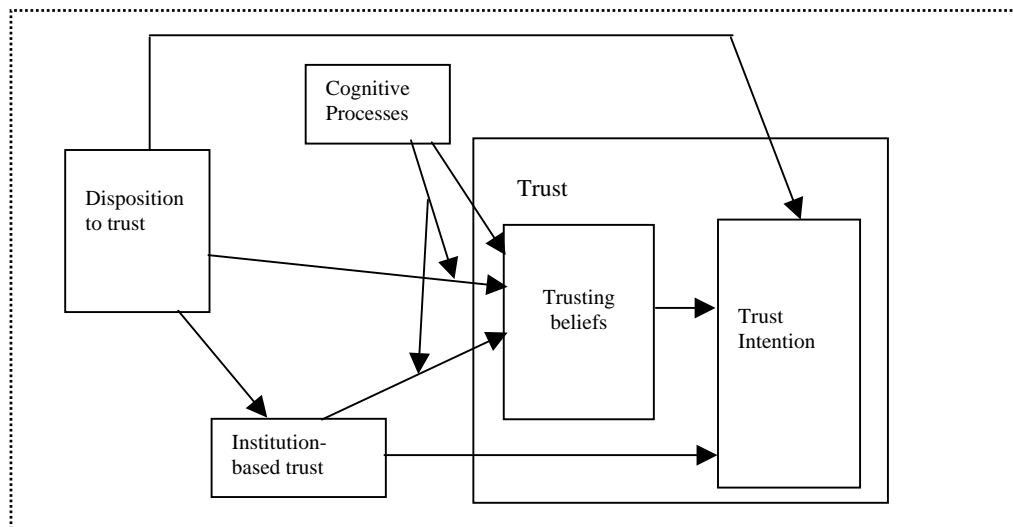 Cognitive
Processes
Trust
Disposition
to trust
Trusting
beliefs
Trust
Intention
Institution-
based trust